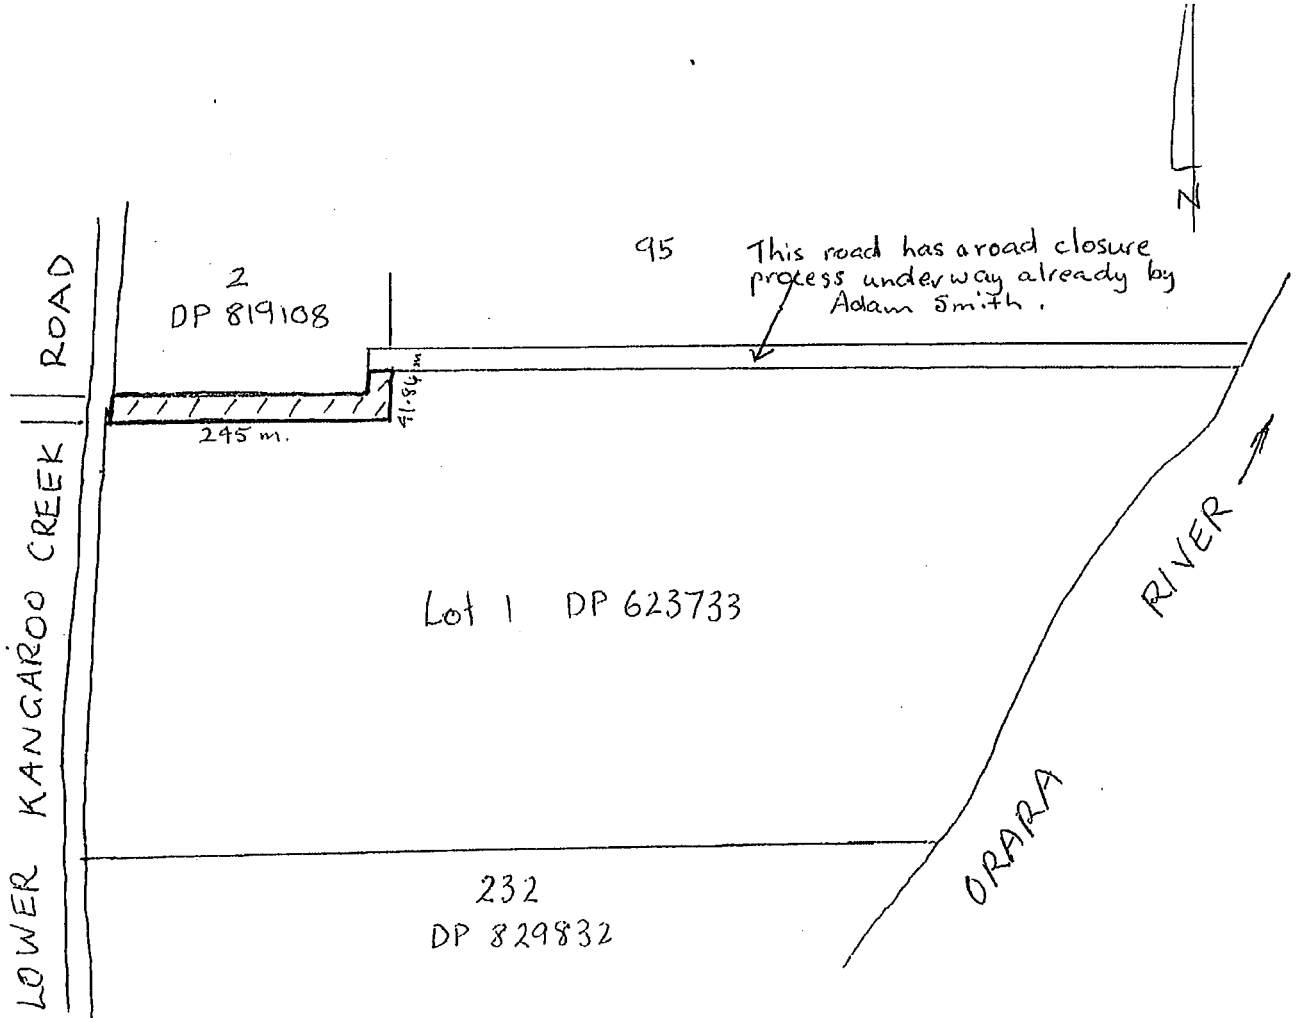 N
95
This road has a road closure
process underway already by
Adam Smith.
2
DP 819108
41.84 m
245 m.
LOWER KANGAROO CREEK ROAD
Lot 1 DP 623733
ORARA RIVER
232
DP 829832